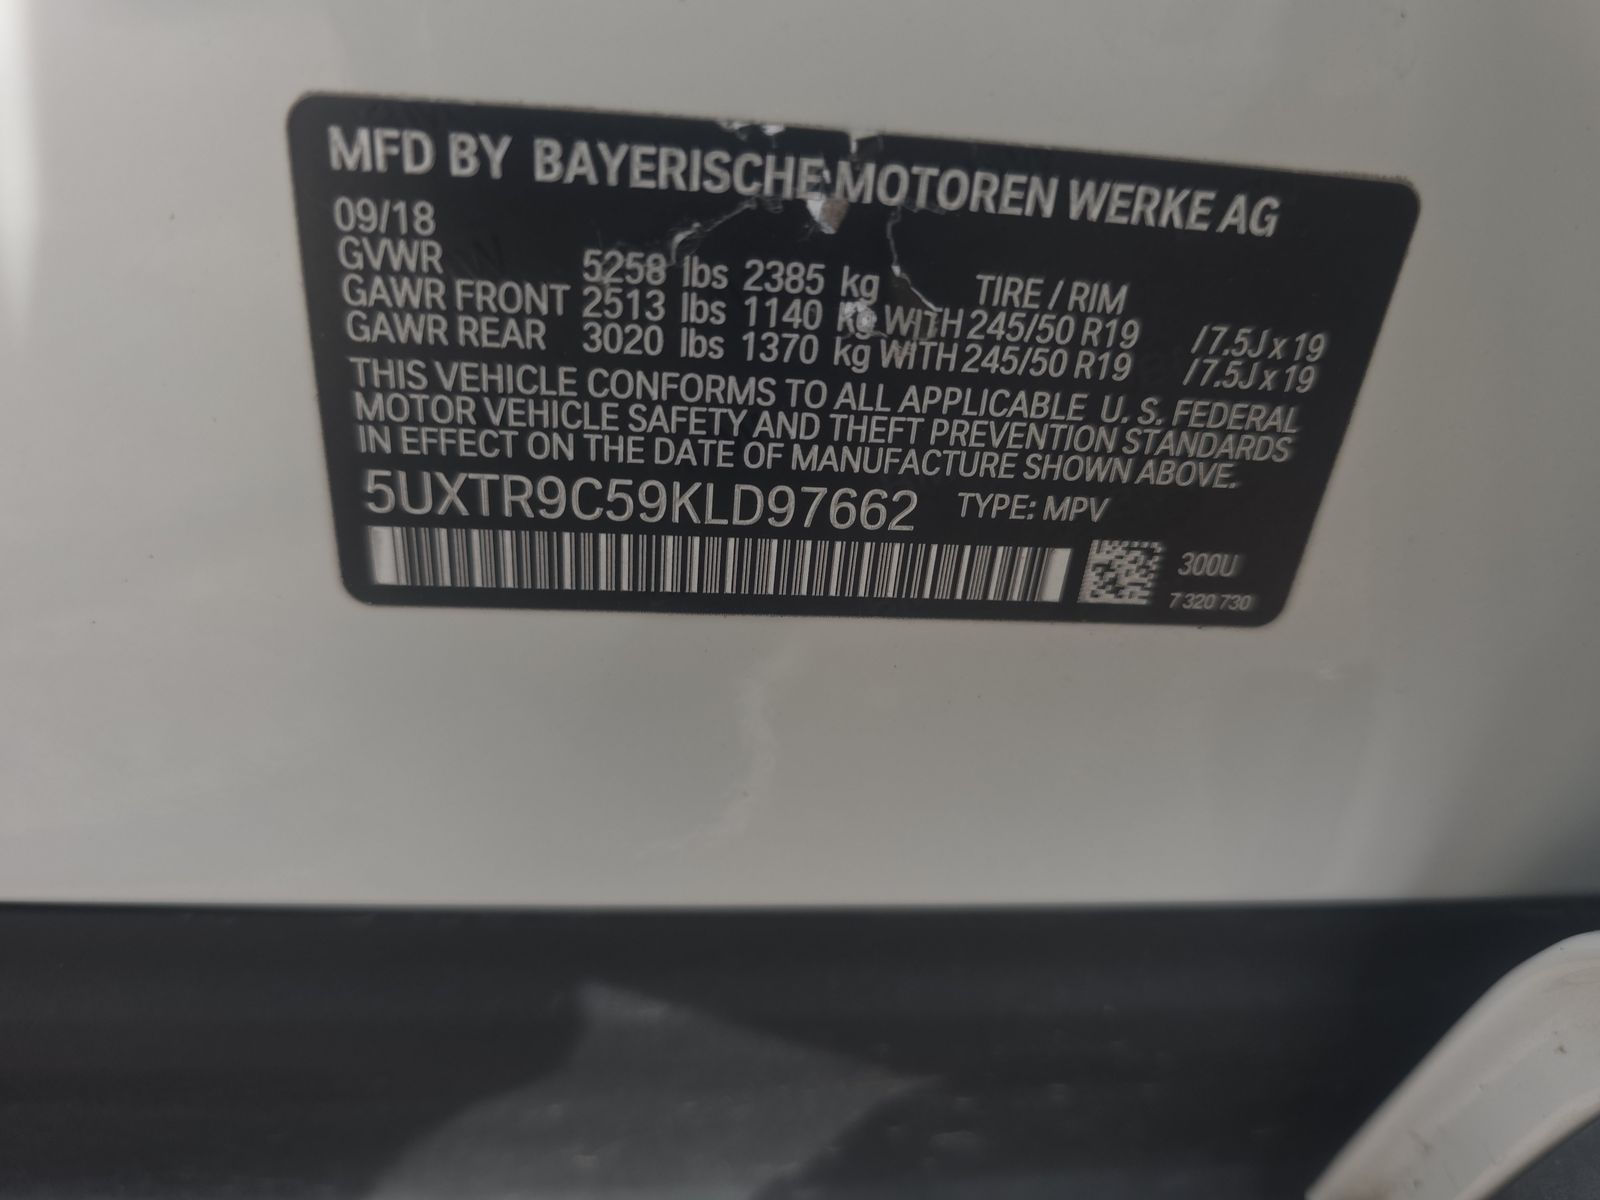 MFD BY BAYERISCHE MOTOREN WERKE AG
09/18
GVWR 5258 lbs 2385 kg TIRE / RIM
GAWR FRONT 2513 lbs 1140 kg WITH 245/50 R19 /7.5J x 19
GAWR REAR 3020 lbs 1370 kg WITH 245/50 R19 /7.5J x 19
THIS VEHICLE CONFORMS TO ALL APPLICABLE U. S. FEDERAL
MOTOR VEHICLE SAFETY AND THEFT PREVENTION STANDARDS
IN EFFECT ON THE DATE OF MANUFACTURE SHOWN ABOVE.
5UXTR9C59KLD97662 TYPE: MPV
300U
7 320 730